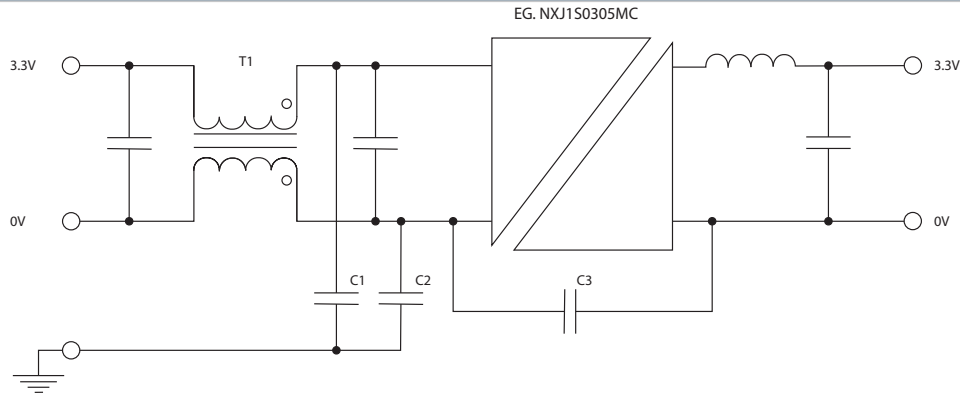 EG. NXJ1S0305MC
3.3V
T1
3.3V
0V
0V
C1
C2
C3